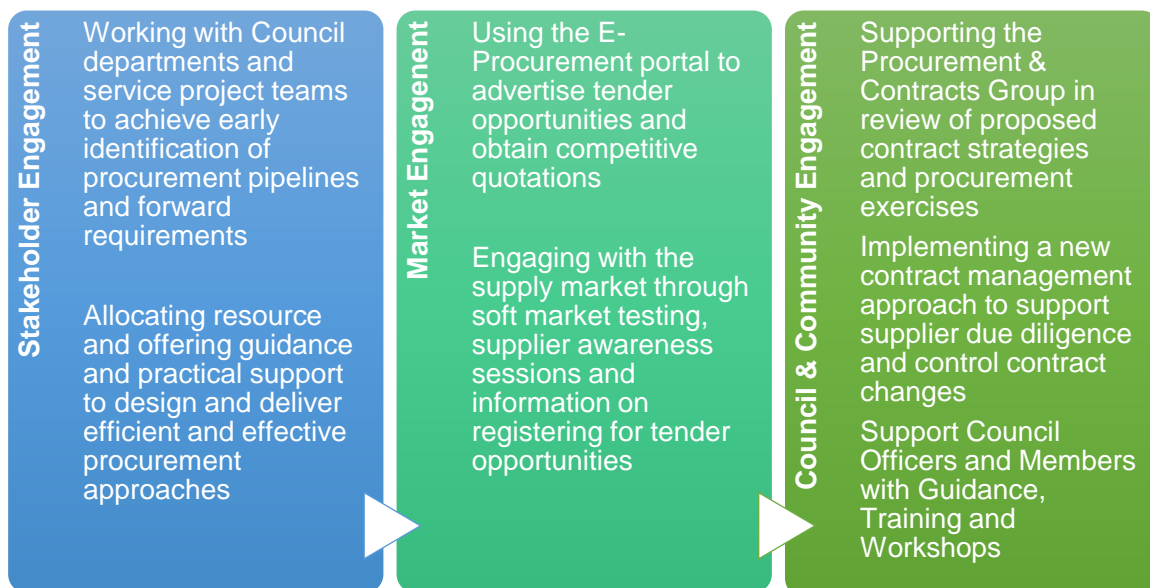 Stakeholder Engagement
Working with Council
departments and
service project teams
to achieve early
identification of
procurement pipelines
and forward
requirements
Allocating resource
and offering guidance
and practical support
to design and deliver
efficient and effective
procurement
approaches
Market Engagenent
Using the E-
Procurement portal to
advertise tender
opportunities and
obtain competitive
quotations
Engaging with the
supply market through
soft market testing,
supplier awareness
sessions and
information on
registering for tender
opportunities
Council & Community Engagement
Supporting the
Procurement &
Contracts Group in
review of proposed
contract strategies
and procurement
exercises
Implementing a new
contract management
approach to support
supplier due diligence
and control contract
changes
Support Council
Officers and Members
with Guidance,
Training and
Workshops